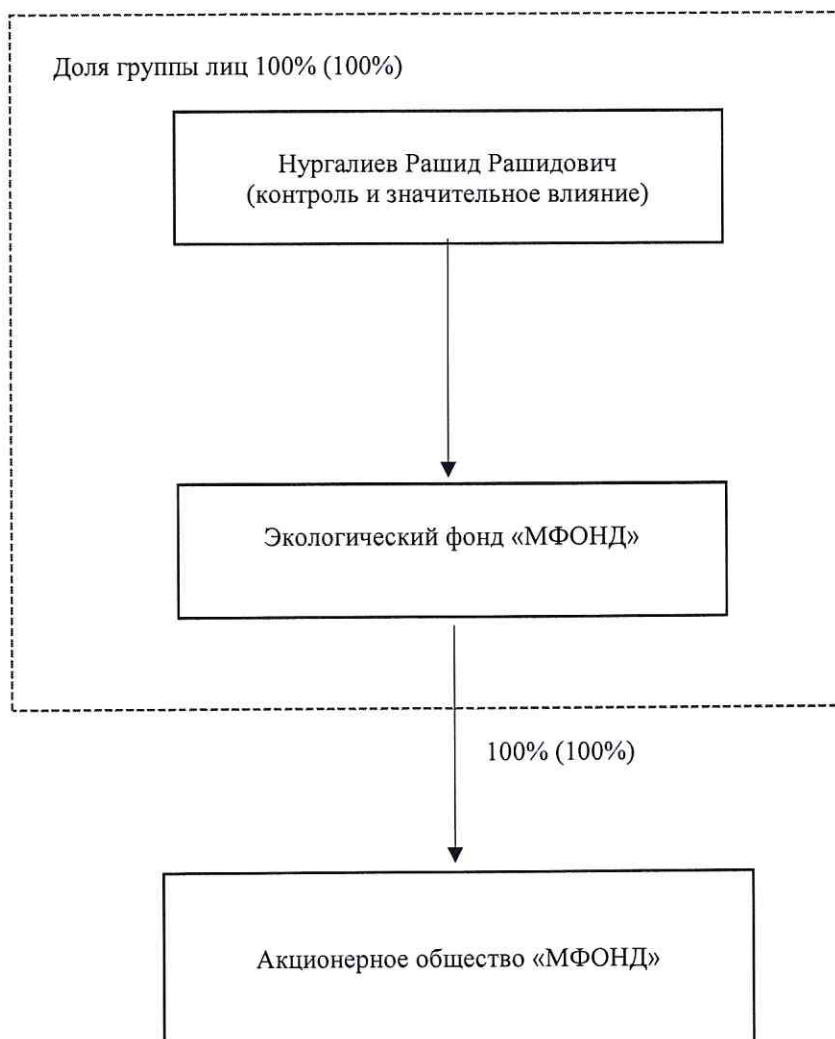 Доля группы лиц 100% (100%)
Нургалиев Рашид Рашидович
(контроль и значительное влияние)
Экологический фонд «МФОНД»
100% (100%)
Акционерное общество «МФОНД»